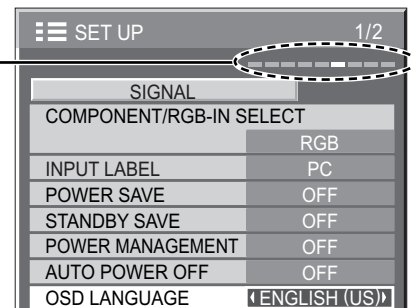 SET UP 1/2
SIGNAL
COMPONENT/RGB-IN SELECT
RGB
INPUT LABEL PC
POWER SAVE OFF
STANDBY SAVE OFF
POWER MANAGEMENT OFF
AUTO POWER OFF OFF
OSD LANGUAGE ENGLISH (US)